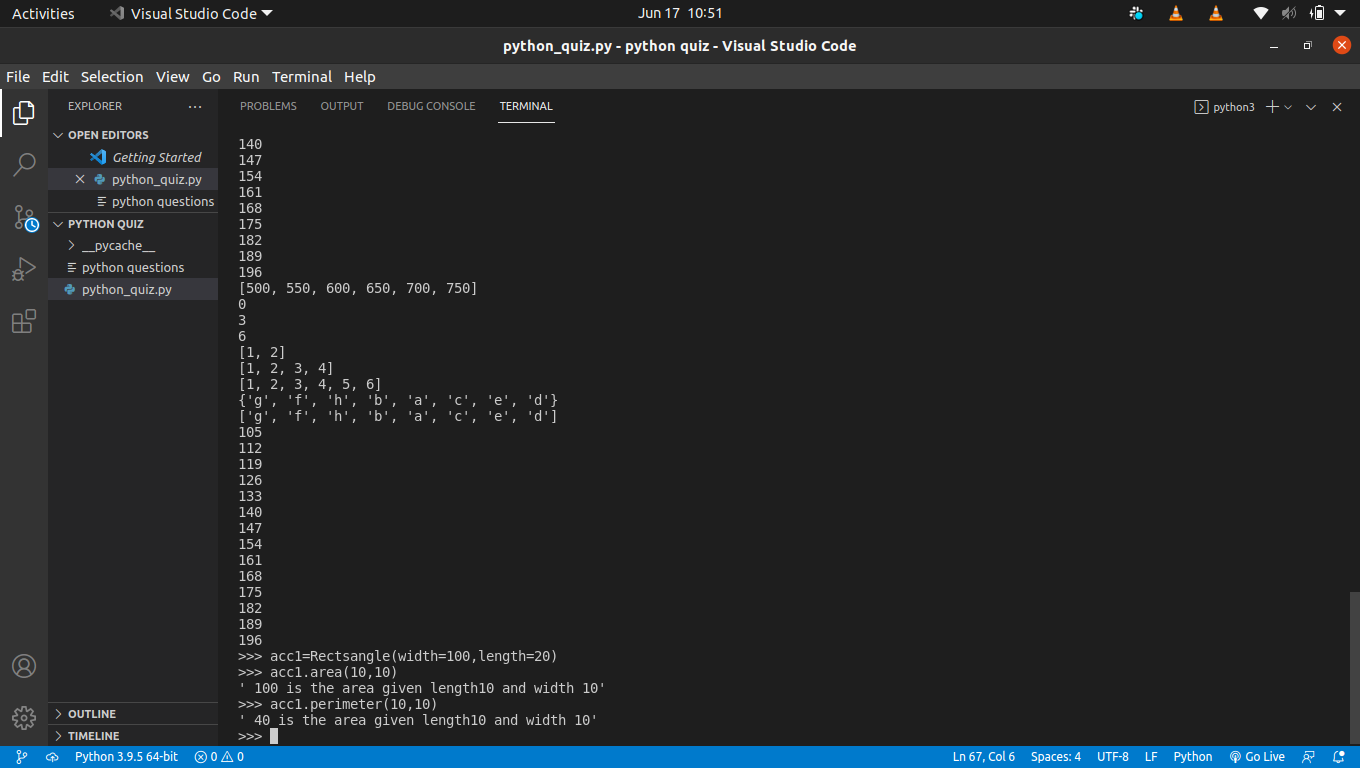 Activities Visual Studio Code Jun 17 10:51
python_quiz.py - python quiz - Visual Studio Code
File Edit Selection View Go Run Terminal Help
EXPLORER ··· PROBLEMS OUTPUT DEBUG CONSOLE TERMINAL python3
OPEN EDITORS
Getting Started
python_quiz.py
python questions
PYTHON QUIZ
__pycache__
python questions
python_quiz.py
OUTLINE
TIMELINE
140
147
154
161
168
175
182
189
196
[500, 550, 600, 650, 700, 750]
0
3
6
[1, 2]
[1, 2, 3, 4]
[1, 2, 3, 4, 5, 6]
{'g', 'f', 'h', 'b', 'a', 'c', 'e', 'd'}
['g', 'f', 'h', 'b', 'a', 'c', 'e', 'd']
105
112
119
126
133
140
147
154
161
168
175
182
189
196
>>> acc1=Rectsangle(width=100,length=20)
>>> acc1.area(10,10)
' 100 is the area given length10 and width 10'
>>> acc1.perimeter(10,10)
' 40 is the area given length10 and width 10'
>>>
Python 3.9.5 64-bit 0 0 Ln 67, Col 6 Spaces: 4 UTF-8 LF Python Go Live